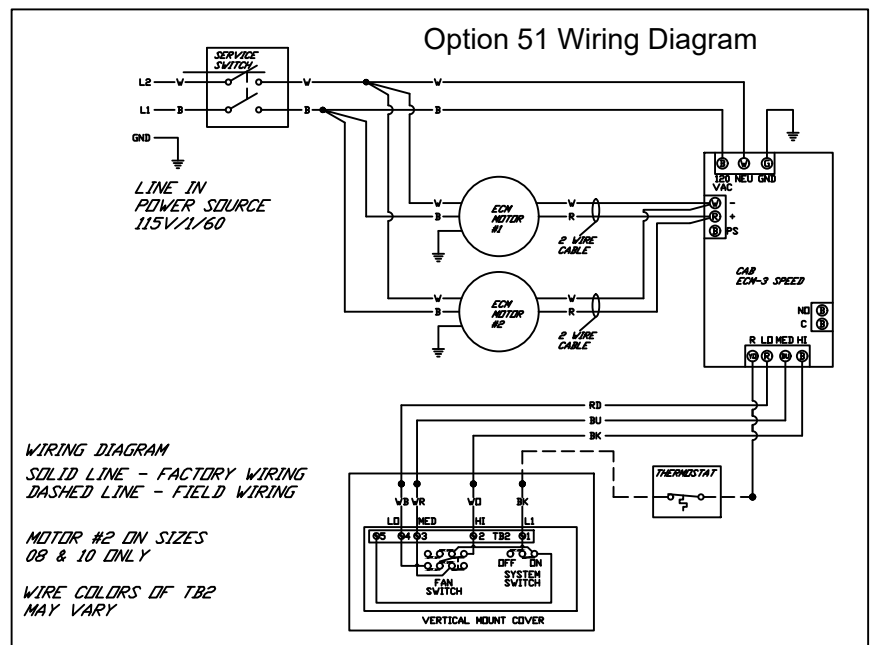 Option 51 Wiring Diagram
SERVICE
SWITCH
L2 W W W
L1 B B B
GND
LINE IN
POWER SOURCE
115V/1/60
B W G
120 NEU GND
VAC
W -
R +
B PS
CAB
ECM-3 SPEED
NO B
C B
R LO MED HI
YO R BU B
W W
B R
ECM
MOTOR
#1
2 WIRE
CABLE
W W
B R
ECM
MOTOR
#2
2 WIRE
CABLE
RD
BU
BK
THERMOSTAT
WIRING DIAGRAM
SOLID LINE - FACTORY WIRING
DASHED LINE - FIELD WIRING
MOTOR #2 ON SIZES
08 & 10 ONLY
WIRE COLORS OF TB2
MAY VARY
WB WR WO BK
LO MED HI L1
5 4 3 2 TB2 1
OFF ON
FAN
SWITCH
SYSTEM
SWITCH
VERTICAL MOUNT COVER